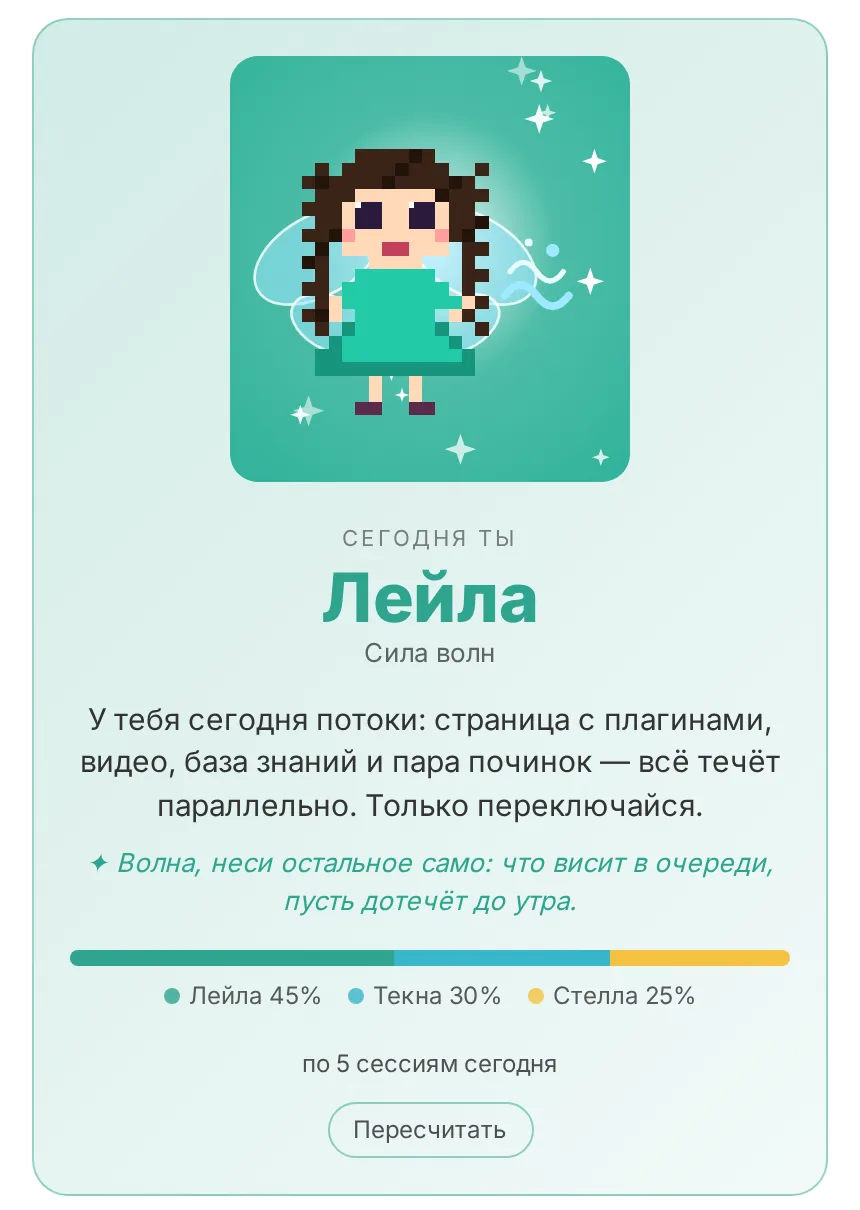 СЕГОДНЯ ТЫ
Лейла
Сила волн
У тебя сегодня потоки: страница с плагинами,
видео, база знаний и пара починок — всё течёт
параллельно. Только переключайся.
✦ Волна, неси остальное само: что висит в очереди,
пусть дотечёт до утра.
Лейла 45% Текна 30% Стелла 25%
по 5 сессиям сегодня
Пересчитать